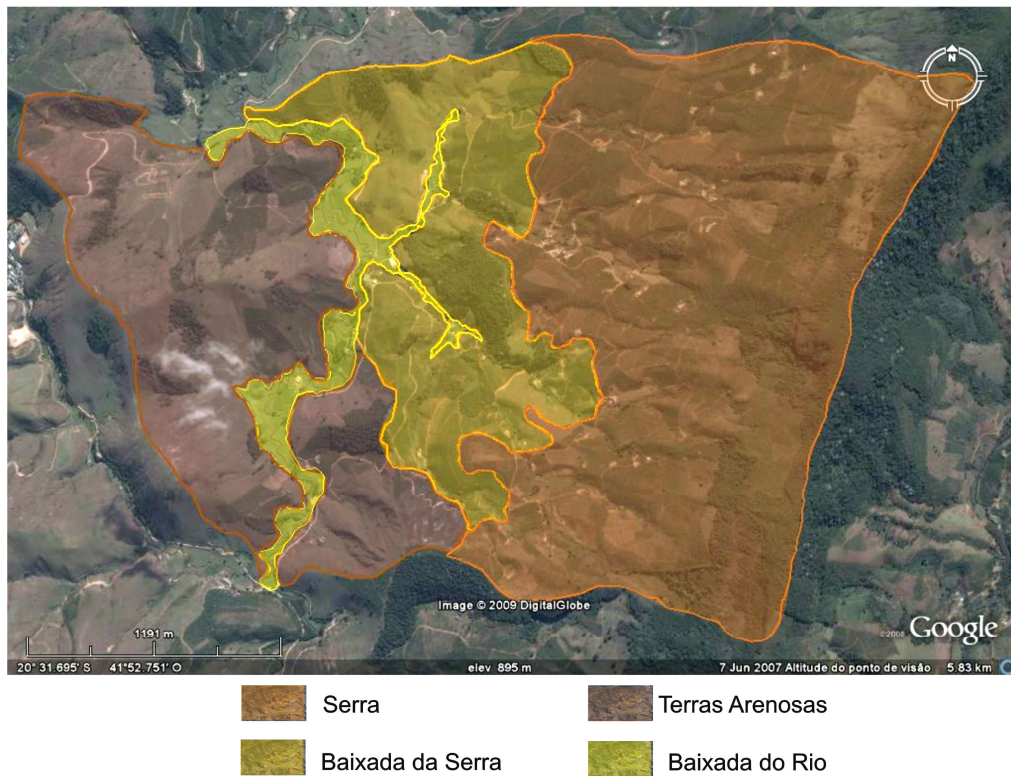 N
Image © 2009 DigitalGlobe
©2008 Google
1191 m
20° 31.695' S 41°52.751' O elev 895 m 7 Jun 2007 Altitude do ponto de visão 5.83 km
Serra Terras Arenosas
Baixada da Serra Baixada do Rio